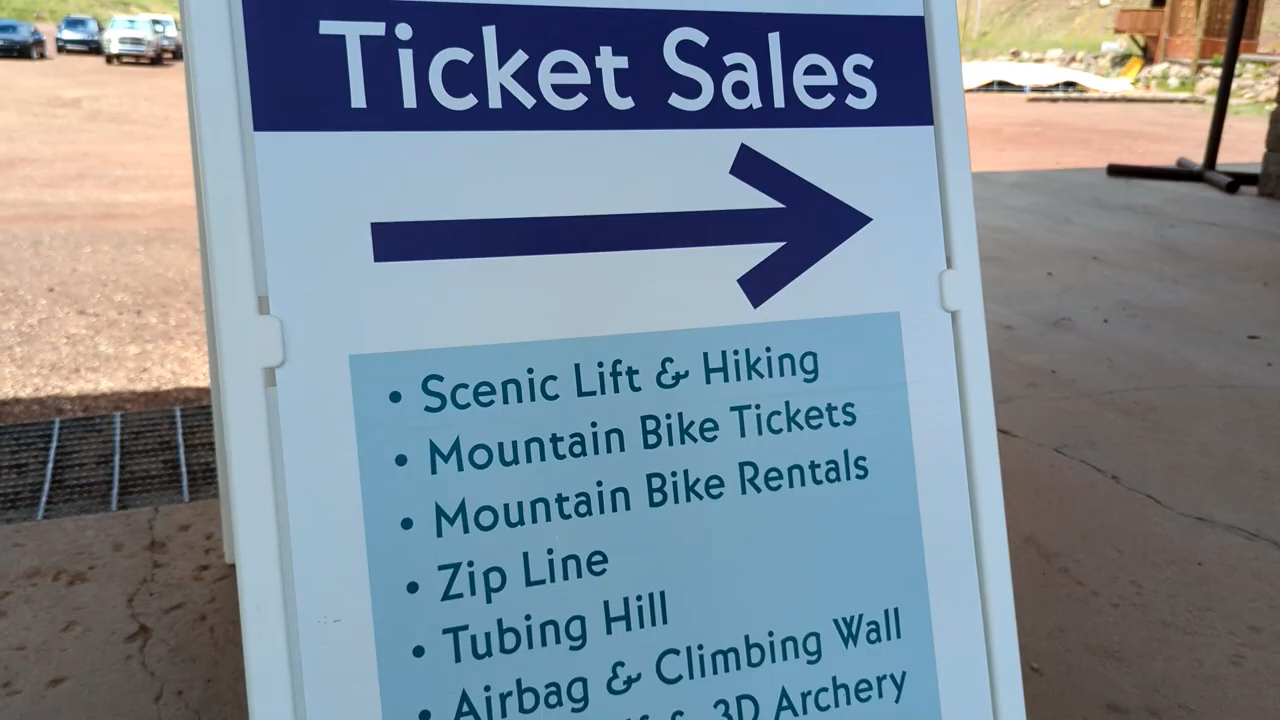 Ticket Sales
• Scenic Lift & Hiking
• Mountain Bike Tickets
• Mountain Bike Rentals
• Zip Line
• Tubing Hill
• Airbag & Climbing Wall
& 3D Archery